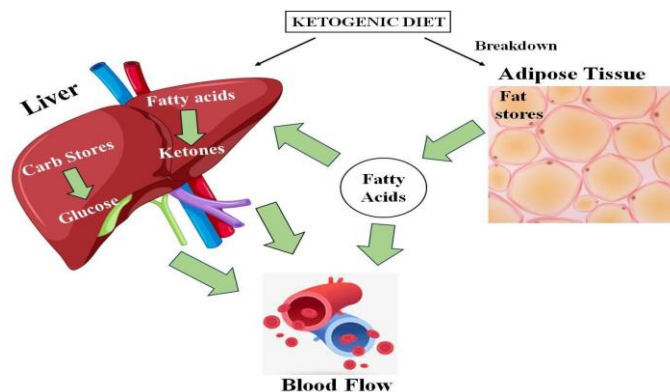 KETOGENIC DIET
Breakdown
Adipose Tissue
Liver
Fatty acids
Ketones
Carb Stores
Glucose
Fat
stores
Fatty
Acids
Blood Flow